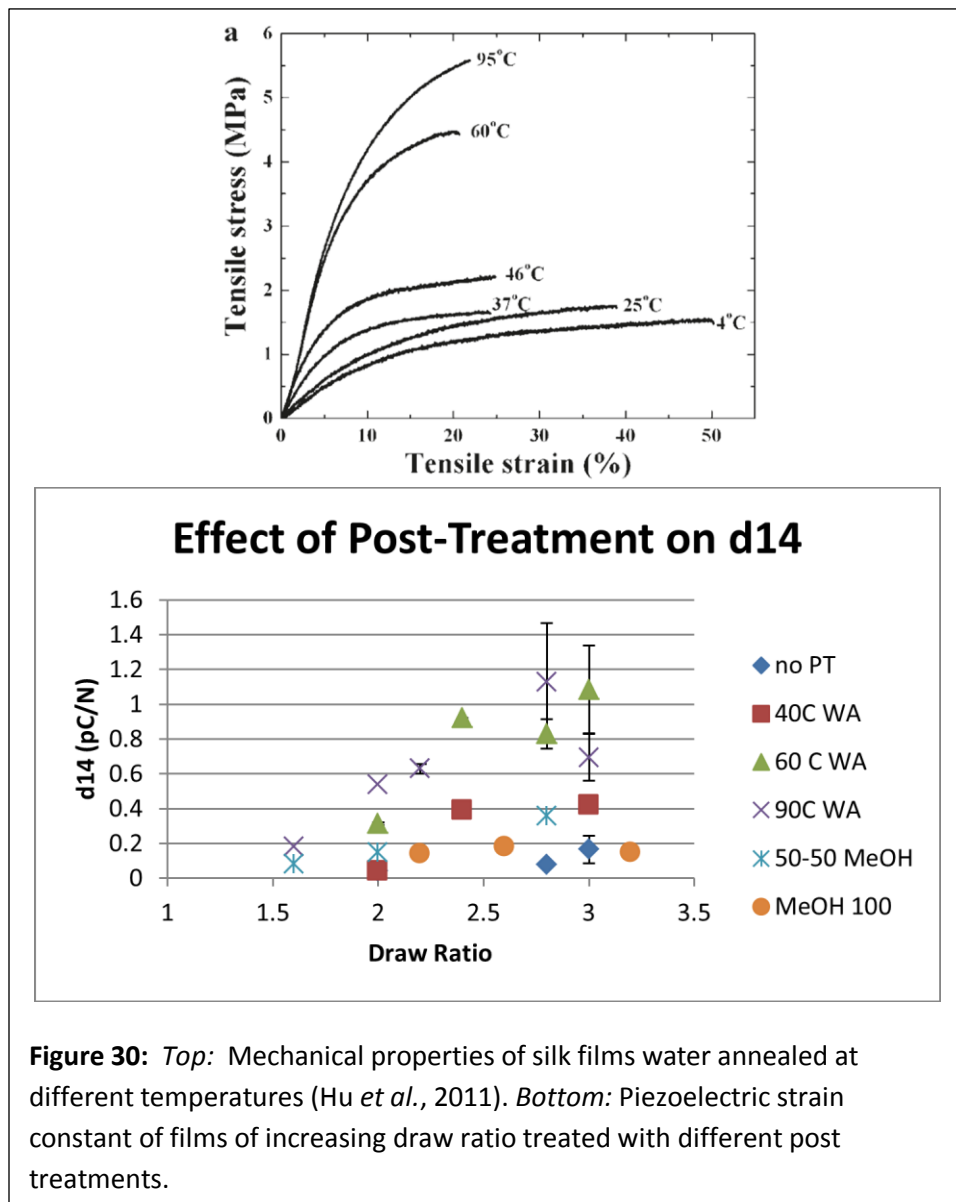 a
6
5
4
3
2
1
0
Tensile stress (MPa)
95°C
60°C
46°C
37°C
25°C
4°C
0 10 20 30 40 50
Tensile strain (%)
Effect of Post-Treatment on d14
1.6
1.4
1.2
1
0.8
0.6
0.4
0.2
0
d14 (pC/N)
1 1.5 2 2.5 3 3.5
Draw Ratio
no PT
40C WA
60 C WA
90C WA
50-50 MeOH
MeOH 100
Figure 30: Top: Mechanical properties of silk films water annealed at
different temperatures (Hu et al., 2011). Bottom: Piezoelectric strain
constant of films of increasing draw ratio treated with different post
treatments.